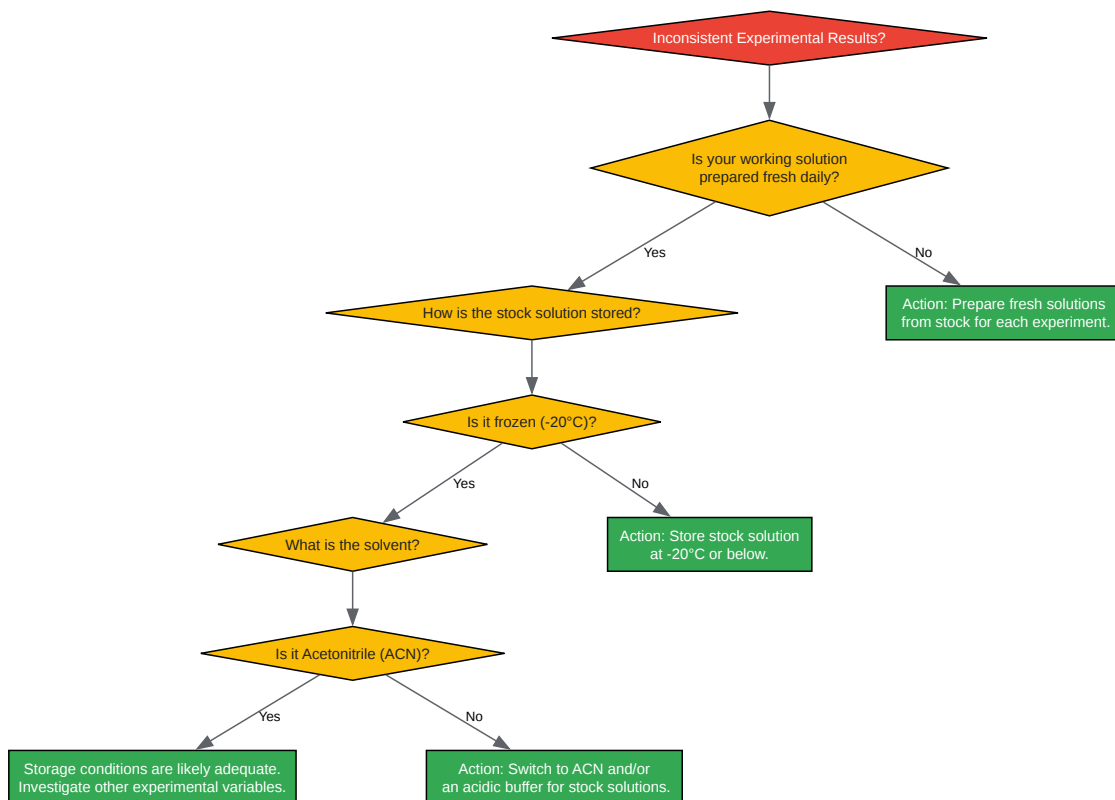 Inconsistent Experimental Results?
Is your working solution
prepared fresh daily?
Yes
No
How is the stock solution stored?
Action: Prepare fresh solutions
from stock for each experiment.
Is it frozen (-20°C)?
Yes
No
What is the solvent?
Action: Store stock solution
at -20°C or below.
Is it Acetonitrile (ACN)?
Yes
No
Storage conditions are likely adequate.
Investigate other experimental variables.
Action: Switch to ACN and/or
an acidic buffer for stock solutions.